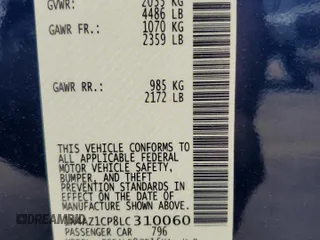 GVWR: 2035 KG
4486 LB
GAWR FR.: 1070 KG
2359 LB
GAWR RR.: 985 KG
2172 LB
THIS VEHICLE CONFORMS TO ALL
APPLICABLE FEDERAL MOTOR VEHICLE SAFETY,
BUMPER, AND THEFT
PREVENTION STANDARDS
IN EFFECT ON THE DATE OF
MANUFACTURE SHOWN ABOVE.
AZ1CP8LC310060
PASSENGER CAR 796